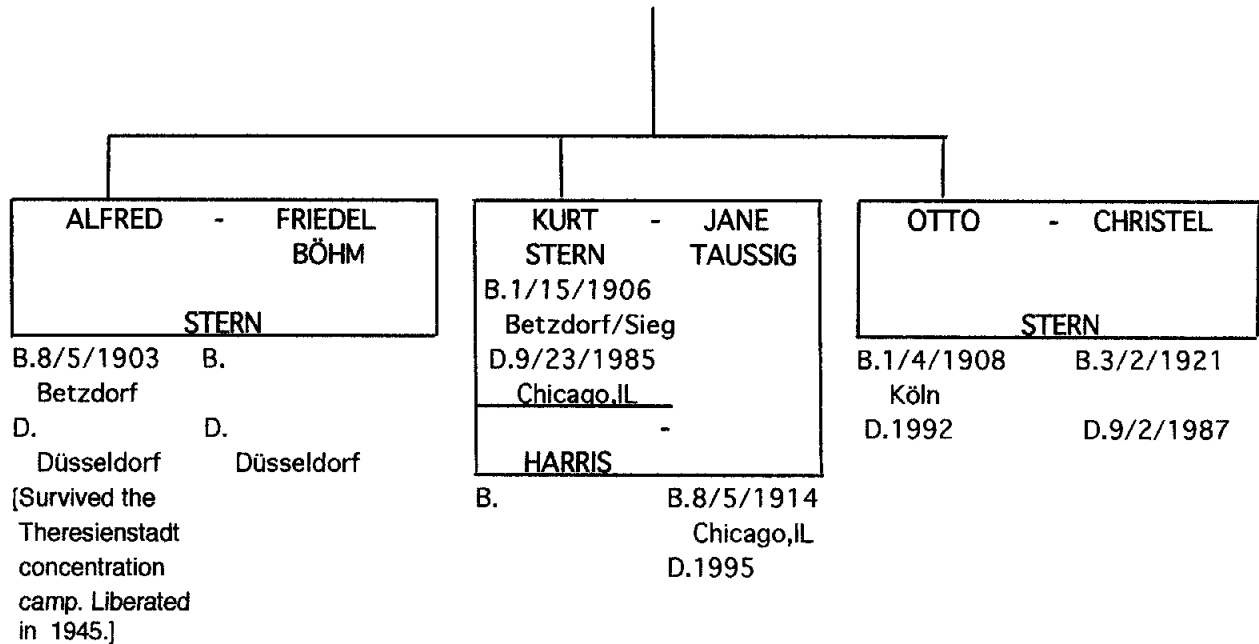 ALFRED - FRIEDEL
BÖHM
STERN
B.8/5/1903 B.
Betzdorf
D. D.
Düsseldorf Düsseldorf
[Survived the
Theresienstadt
concentration
camp. Liberated
in 1945.]
KURT - JANE
STERN TAUSSIG
B.1/15/1906
Betzdorf/Sieg
D.9/23/1985
Chicago,IL
-
HARRIS
B. B.8/5/1914
Chicago,IL
D.1995
OTTO - CHRISTEL
STERN
B.1/4/1908 B.3/2/1921
Köln
D.1992 D.9/2/1987